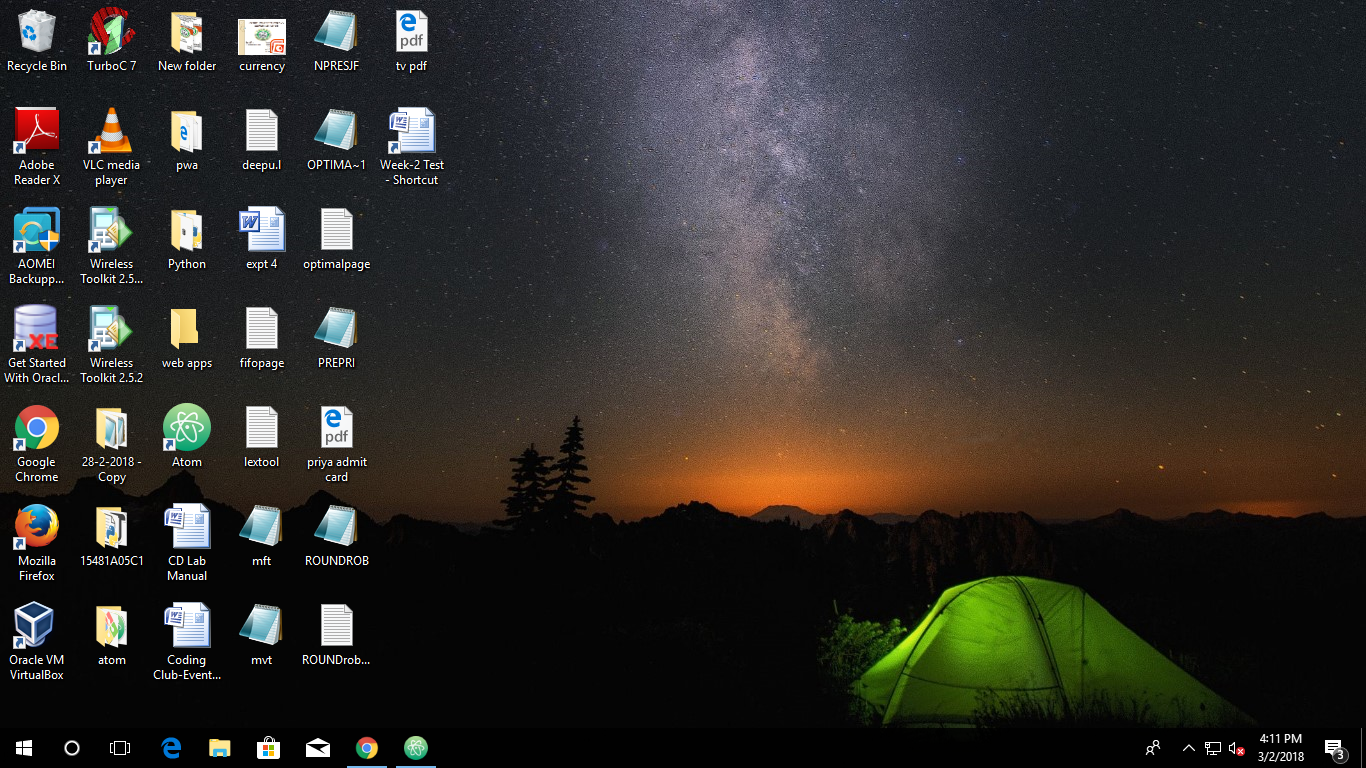 Recycle Bin
TurboC 7
New folder
currency
NPRESJF
pdf
tv pdf
Adobe
Reader X
VLC media
player
pwa
deepu.l
OPTIMA~1
Week-2 Test
- Shortcut
AOMEI
Backupp...
Wireless
Toolkit 2.5...
Python
expt 4
optimalpage
XE
Get Started
With Oracl...
Wireless
Toolkit 2.5.2
web apps
fifopage
PREPRI
Google
Chrome
28-2-2018 -
Copy
Atom
lextool
pdf
priya admit
card
Mozilla
Firefox
15481A05C1
CD Lab
Manual
mft
ROUNDROB
Oracle VM
VirtualBox
atom
Coding
Club-Event...
mvt
ROUNDrob...
4:11 PM
3/2/2018
3